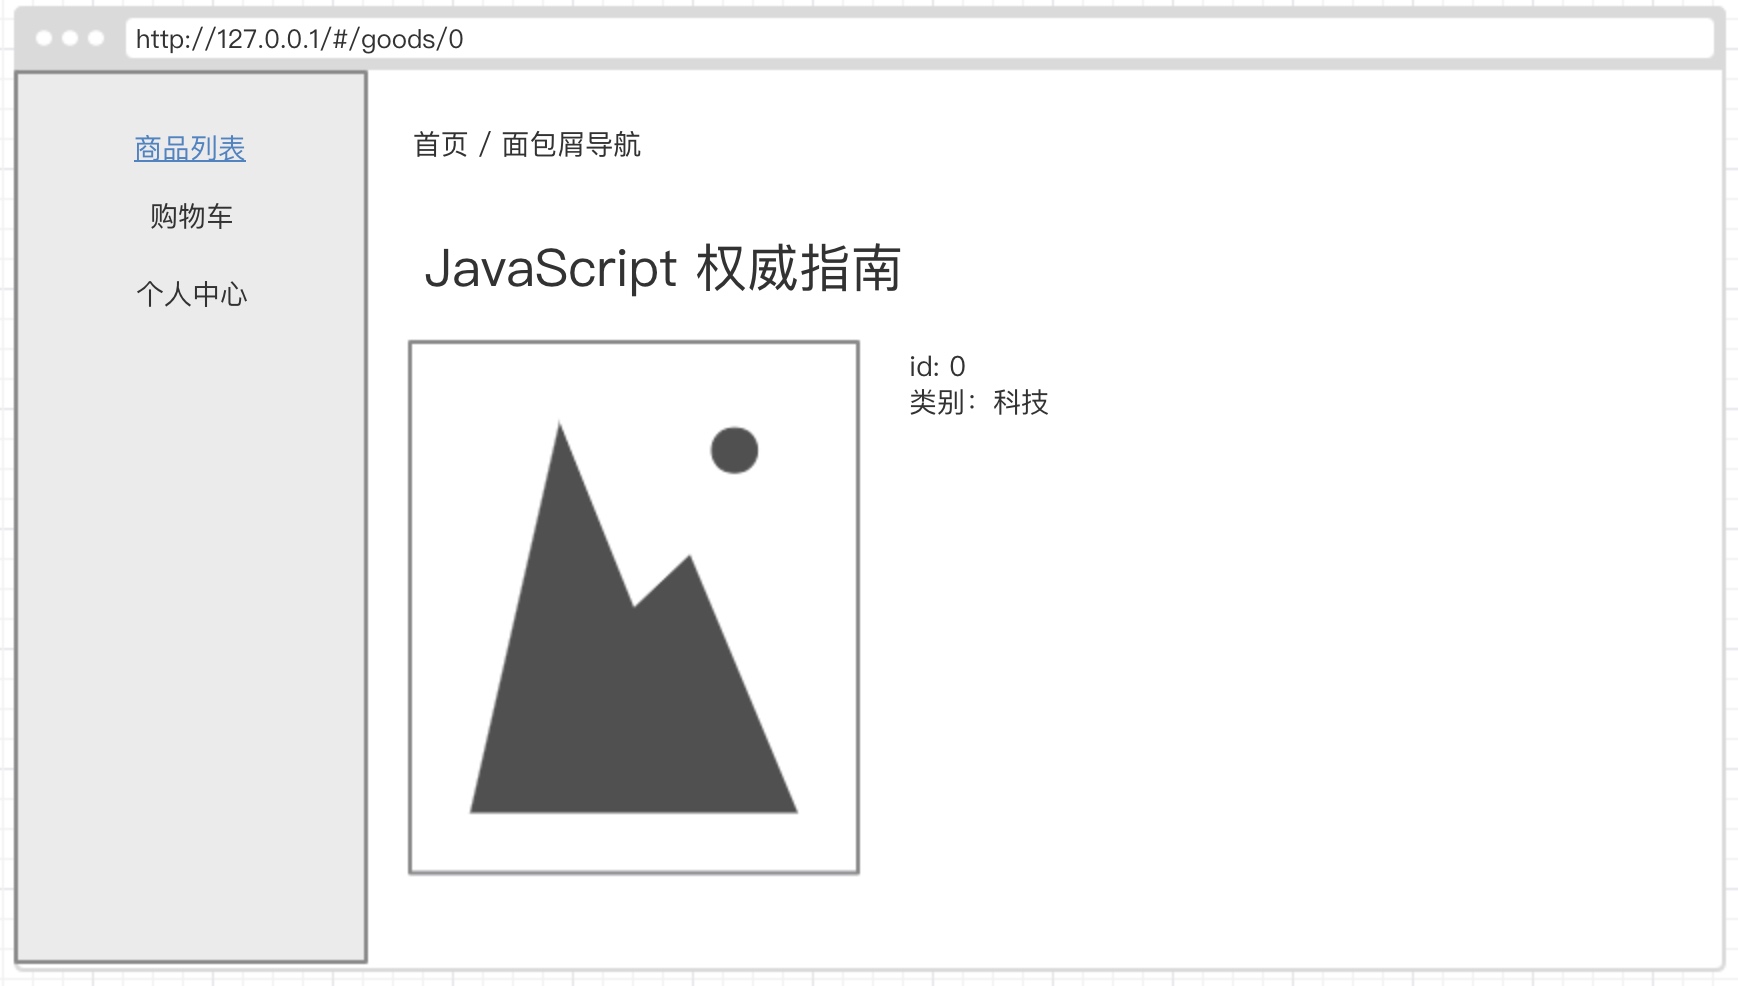 http://127.0.0.1/#/goods/0
商品列表
购物车
个人中心
首页 / 面包屑导航
JavaScript 权威指南
id: 0
类别：科技